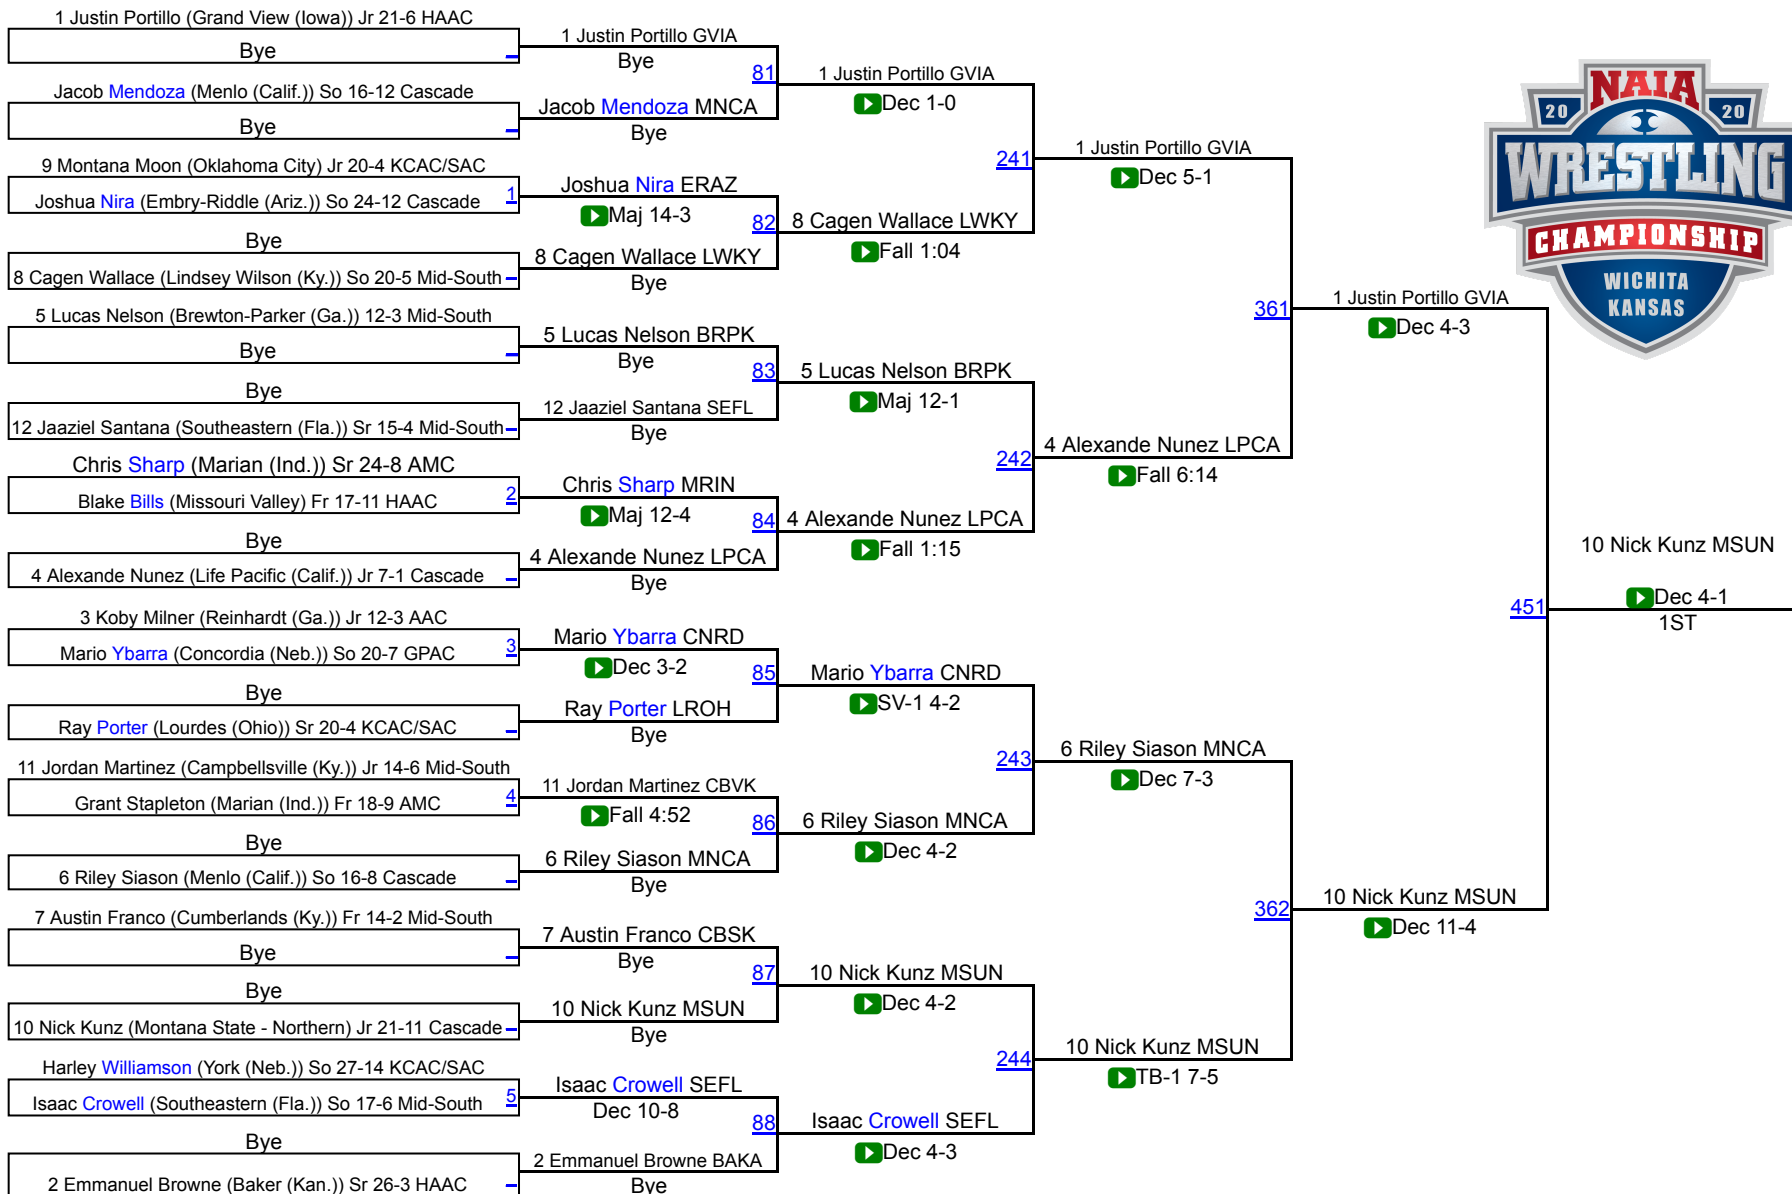 1 Justin Portillo (Grand View (Iowa)) Jr 21-6 HAAC
Bye
Jacob Mendoza (Menlo (Calif.)) So 16-12 Cascade
Bye
9 Montana Moon (Oklahoma City) Jr 20-4 KCAC/SAC
Joshua Nira (Embry-Riddle (Ariz.)) So 24-12 Cascade
1
Bye
8 Cagen Wallace (Lindsey Wilson (Ky.)) So 20-5 Mid-South
5 Lucas Nelson (Brewton-Parker (Ga.)) 12-3 Mid-South
Bye
Bye
12 Jaaziel Santana (Southeastern (Fla.)) Sr 15-4 Mid-South
Chris Sharp (Marian (Ind.)) Sr 24-8 AMC
Blake Bills (Missouri Valley) Fr 17-11 HAAC
2
Bye
4 Alexande Nunez (Life Pacific (Calif.)) Jr 7-1 Cascade
3 Koby Milner (Reinhardt (Ga.)) Jr 12-3 AAC
Mario Ybarra (Concordia (Neb.)) So 20-7 GPAC
3
Bye
Ray Porter (Lourdes (Ohio)) Sr 20-4 KCAC/SAC
11 Jordan Martinez (Campbellsville (Ky.)) Jr 14-6 Mid-South
Grant Stapleton (Marian (Ind.)) Fr 18-9 AMC
4
Bye
6 Riley Siason (Menlo (Calif.)) So 16-8 Cascade
7 Austin Franco (Cumberlands (Ky.)) Fr 14-2 Mid-South
Bye
Bye
10 Nick Kunz (Montana State - Northern) Jr 21-11 Cascade
Harley Williamson (York (Neb.)) So 27-14 KCAC/SAC
Isaac Crowell (Southeastern (Fla.)) So 17-6 Mid-South
5
Bye
2 Emmanuel Browne (Baker (Kan.)) Sr 26-3 HAAC
1 Justin Portillo GVIA
Bye
81
Jacob Mendoza MNCA
Bye
Joshua Nira ERAZ
Maj 14-3
82
8 Cagen Wallace LWKY
Bye
5 Lucas Nelson BRPK
Bye
83
12 Jaaziel Santana SEFL
Bye
Chris Sharp MRIN
Maj 12-4
84
4 Alexande Nunez LPCA
Bye
Mario Ybarra CNRD
Dec 3-2
85
Ray Porter LROH
Bye
11 Jordan Martinez CBVK
Fall 4:52
86
6 Riley Siason MNCA
Bye
7 Austin Franco CBSK
Bye
87
10 Nick Kunz MSUN
Bye
Isaac Crowell SEFL
Dec 10-8
88
2 Emmanuel Browne BAKA
Bye
1 Justin Portillo GVIA
Dec 1-0
241
8 Cagen Wallace LWKY
Fall 1:04
5 Lucas Nelson BRPK
Maj 12-1
242
4 Alexande Nunez LPCA
Fall 1:15
Mario Ybarra CNRD
SV-1 4-2
243
6 Riley Siason MNCA
Dec 4-2
10 Nick Kunz MSUN
Dec 4-2
244
Isaac Crowell SEFL
Dec 4-3
1 Justin Portillo GVIA
Dec 5-1
361
4 Alexande Nunez LPCA
Fall 6:14
6 Riley Siason MNCA
Dec 7-3
362
10 Nick Kunz MSUN
TB-1 7-5
1 Justin Portillo GVIA
Dec 4-3
451
10 Nick Kunz MSUN
Dec 11-4
10 Nick Kunz MSUN
Dec 4-1
1ST
NAIA
20 20
WRESTLING
CHAMPIONSHIP
WICHITA
KANSAS